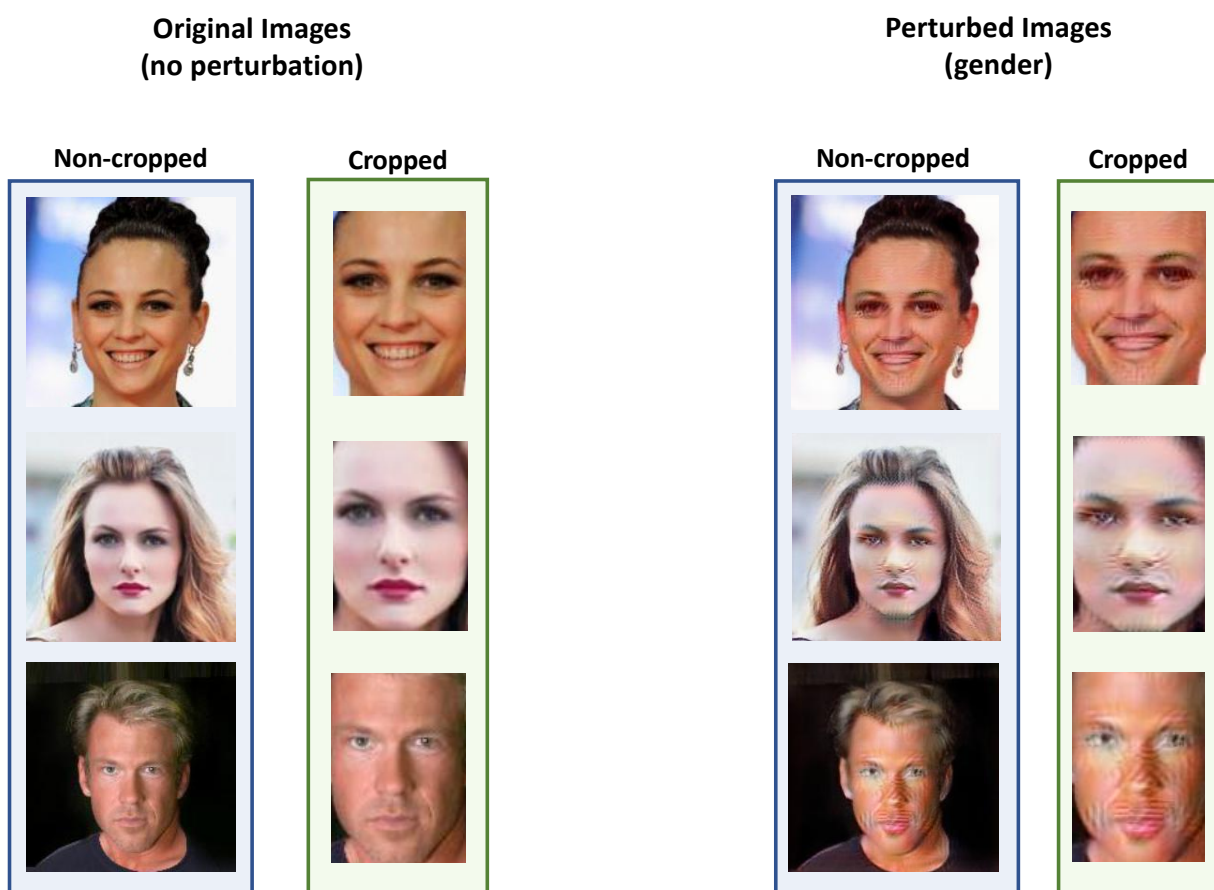 Original Images
(no perturbation)
Perturbed Images
(gender)
Non-cropped
Cropped
Non-cropped
Cropped